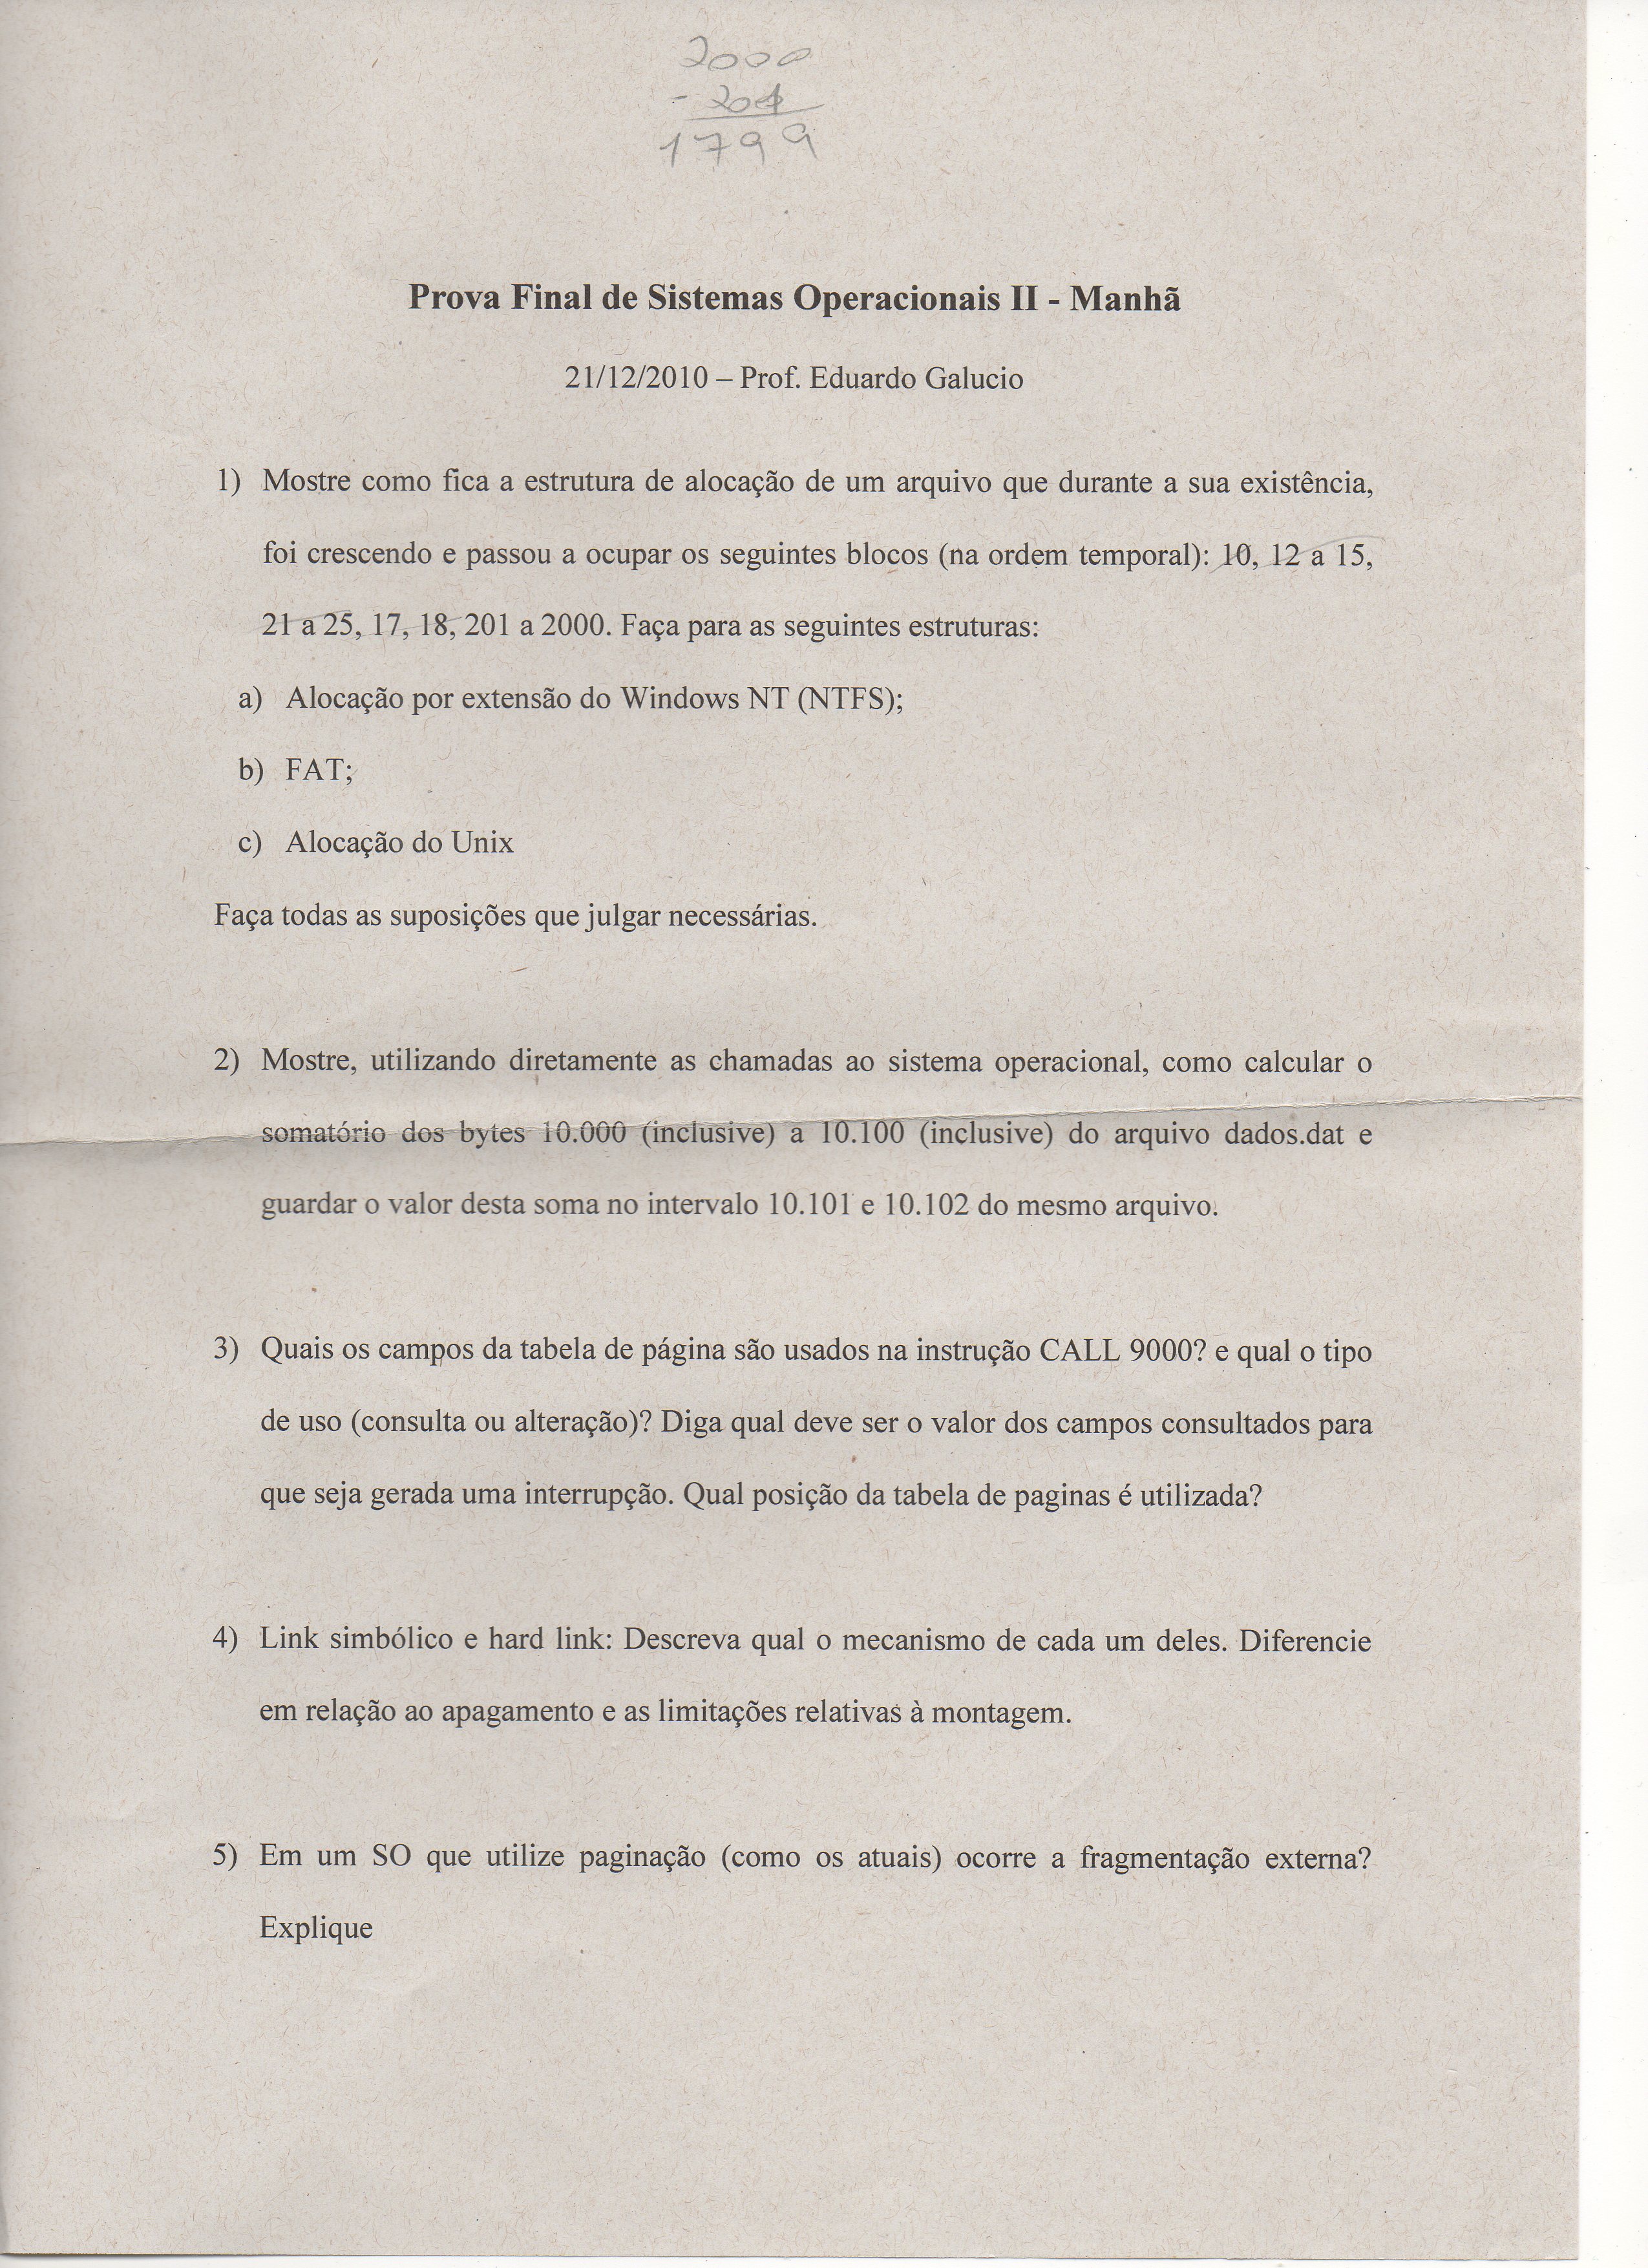 2000
- 201
1799
Prova Final de Sistemas Operacionais II - Manhã
21/12/2010 – Prof. Eduardo Galucio
1) Mostre como fica a estrutura de alocação de um arquivo que durante a sua existência,
foi crescendo e passou a ocupar os seguintes blocos (na ordem temporal): 10, 12 a 15,
21 a 25, 17, 18, 201 a 2000. Faça para as seguintes estruturas:
a) Alocação por extensão do Windows NT (NTFS);
b) FAT;
c) Alocação do Unix
Faça todas as suposições que julgar necessárias.
2) Mostre, utilizando diretamente as chamadas ao sistema operacional, como calcular o
somatório dos bytes 10.000 (inclusive) a 10.100 (inclusive) do arquivo dados.dat e
guardar o valor desta soma no intervalo 10.101 e 10.102 do mesmo arquivo.
3) Quais os campos da tabela de página são usados na instrução CALL 9000? e qual o tipo
de uso (consulta ou alteração)? Diga qual deve ser o valor dos campos consultados para
que seja gerada uma interrupção. Qual posição da tabela de paginas é utilizada?
4) Link simbólico e hard link: Descreva qual o mecanismo de cada um deles. Diferencie
em relação ao apagamento e as limitações relativas à montagem.
5) Em um SO que utilize paginação (como os atuais) ocorre a fragmentação externa?
Explique